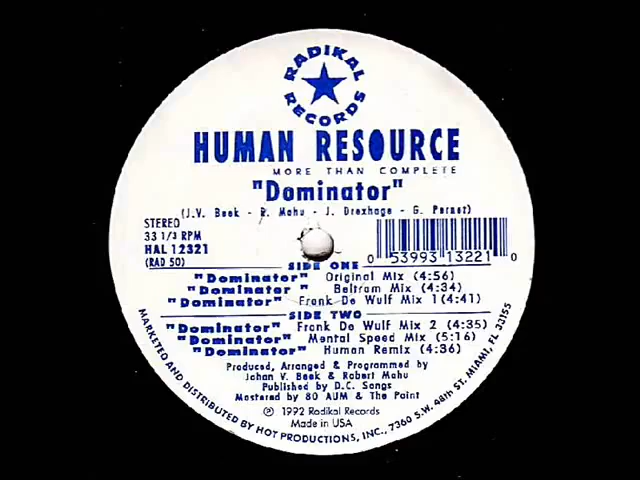 RADIKAL
RECORDS
HUMAN RESOURCE
MORE THAN COMPLETE
"Dominator"
(J.V. Beek - R. Mahu - J. Drexhage - G. Pernet)
STEREO
33 1/3 RPM
HAL 12321
(RAD 50)
0 53993 13221 0
SIDE ONE
"Dominator" Original Mix (4:56)
"Dominator " Beltram Mix (4:34)
"Dominator" Frank De Wulf Mix 1 (4:41)
SIDE TWO
"Dominator" Frank De Wulf Mix 2 (4:35)
"Dominator" Mental Speed Mix (5:16)
"Dominator" Human Remix (4:36)
Produced, Arranged & Programmed by
Johan V. Beek & Robert Mahu
Published by D.C. Songs
Mastered by 80 AUM & The Point
℗ 1992 Radikal Records
Made in USA
MARKETED AND DISTRIBUTED BY HOT PRODUCTIONS, INC., 7360 S.W. 48th ST. MIAMI, FL 33155